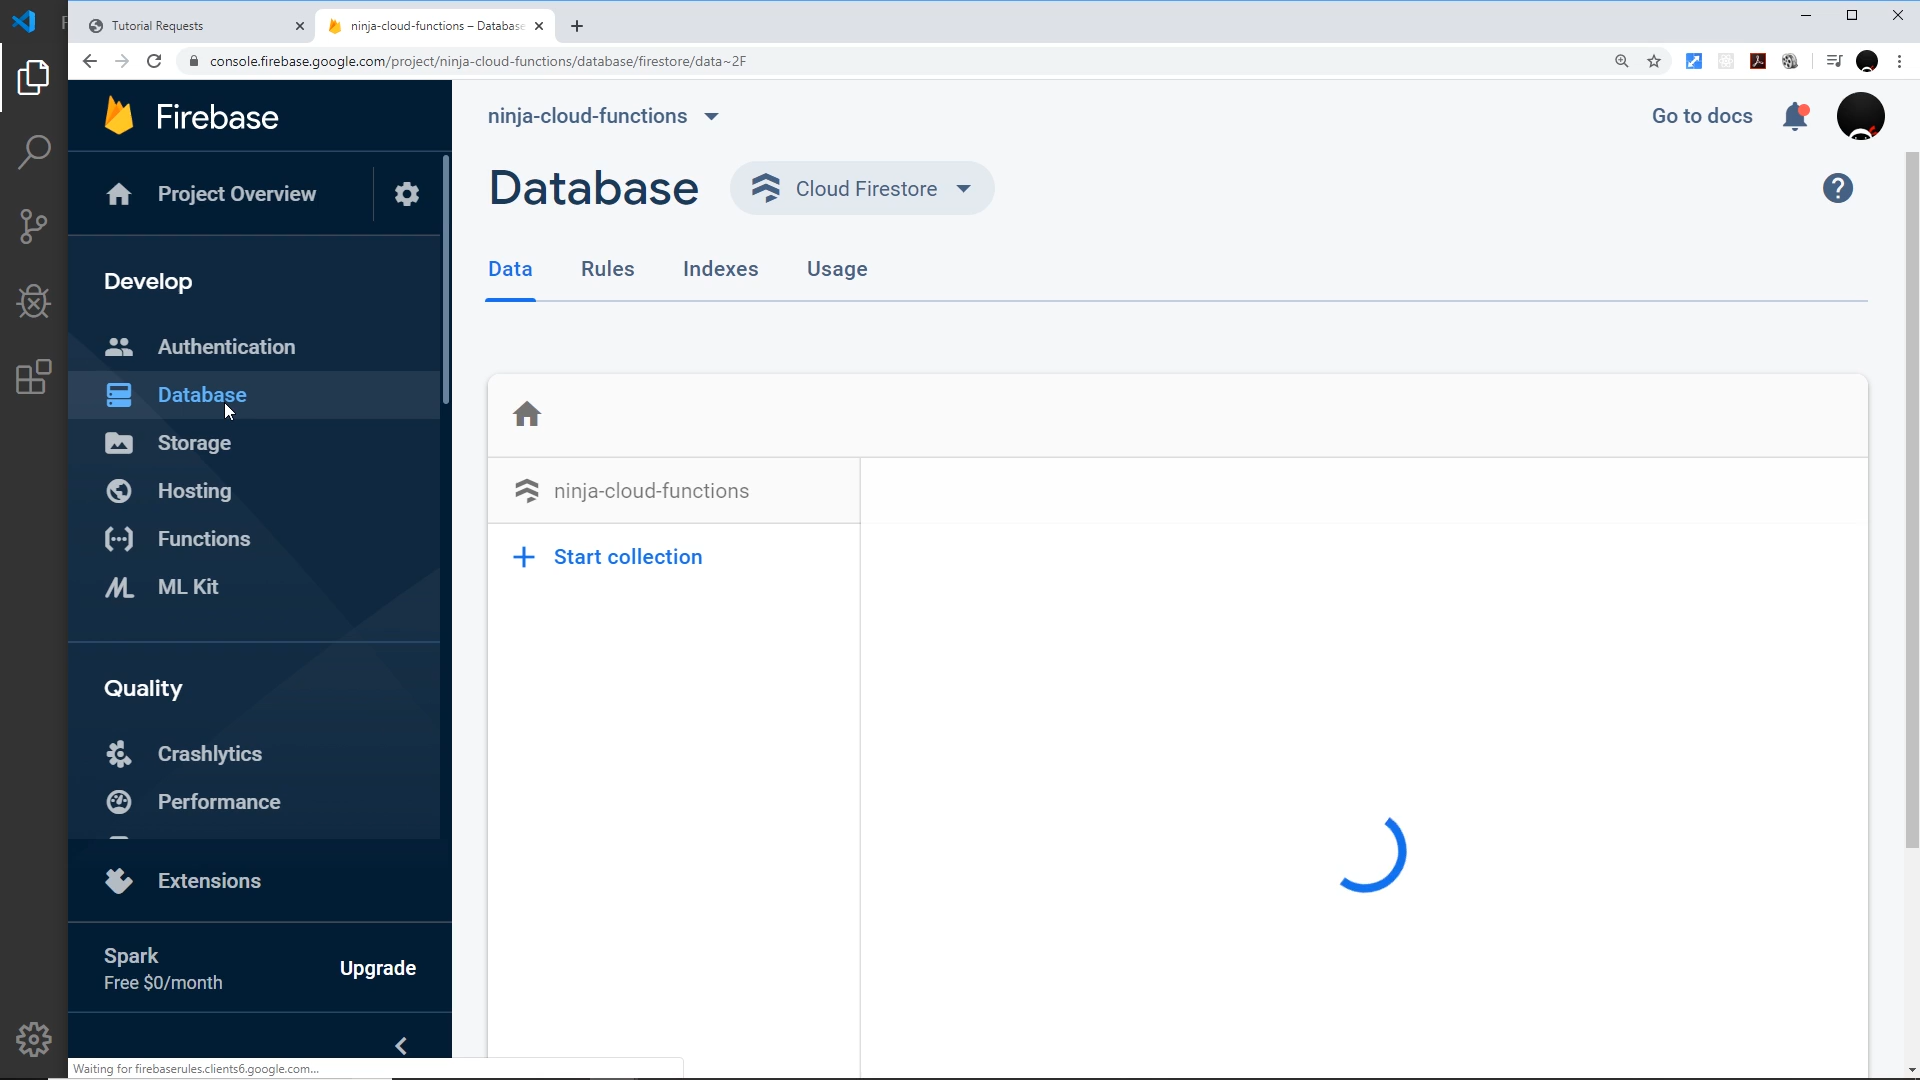 Tutorial Requests
ninja-cloud-functions – Database
console.firebase.google.com/project/ninja-cloud-functions/database/firestore/data~2F
Firebase
ninja-cloud-functions
Go to docs
Project Overview
Database
Cloud Firestore
Data
Rules
Indexes
Usage
Develop
Authentication
Database
Storage
Hosting
Functions
ML Kit
ninja-cloud-functions
Start collection
Quality
Crashlytics
Performance
Extensions
Spark
Free $0/month
Upgrade
Waiting for firebaserules.clients6.google.com...